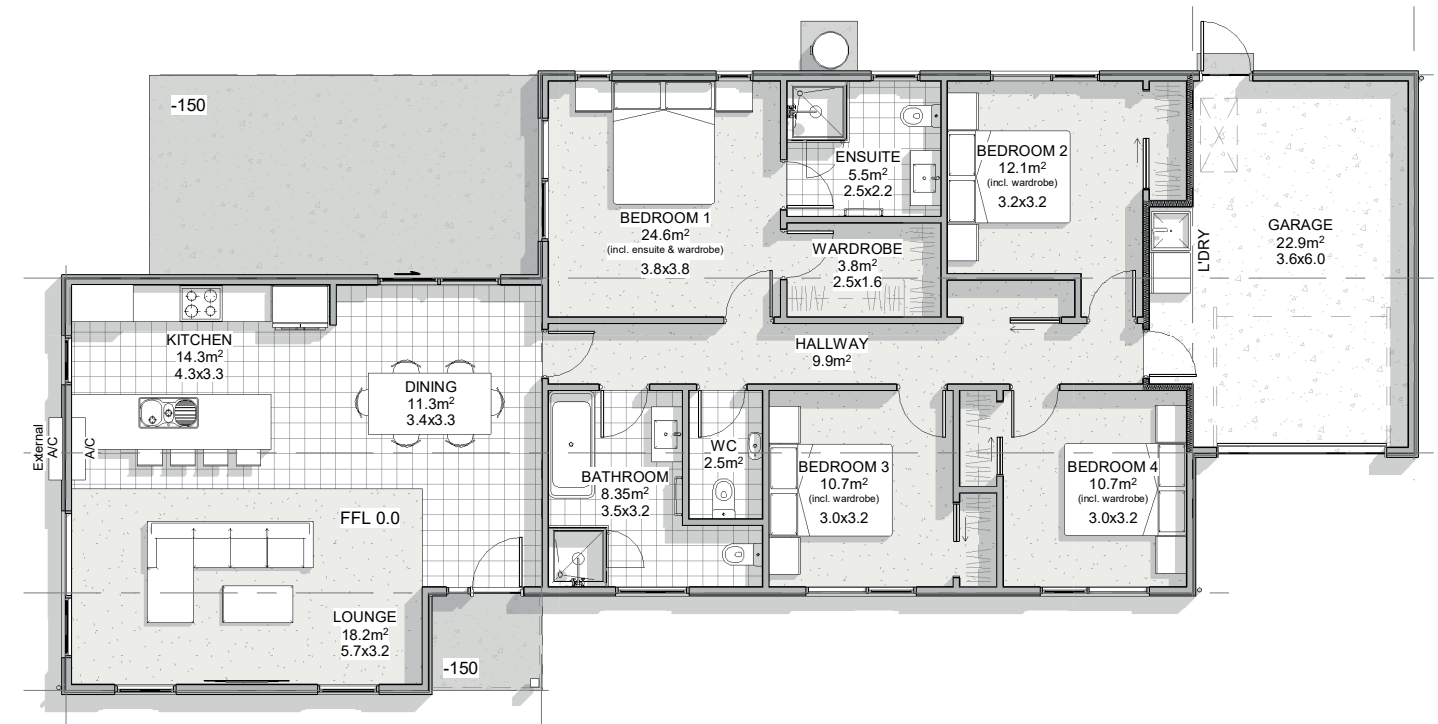 -150
BEDROOM 1
24.6m²
(incl. ensuite & wardrobe)
3.8x3.8
ENSUITE
5.5m²
2.5x2.2
WARDROBE
3.8m²
2.5x1.6
BEDROOM 2
12.1m²
(incl. wardrobe)
3.2x3.2
L'DRY
GARAGE
22.9m²
3.6x6.0
KITCHEN
14.3m²
4.3x3.3
DINING
11.3m²
3.4x3.3
HALLWAY
9.9m²
External
A/C
A/C
BATHROOM
8.35m²
3.5x3.2
WC
2.5m²
BEDROOM 3
10.7m²
(incl. wardrobe)
3.0x3.2
BEDROOM 4
10.7m²
(incl. wardrobe)
3.0x3.2
FFL 0.0
LOUNGE
18.2m²
5.7x3.2
-150